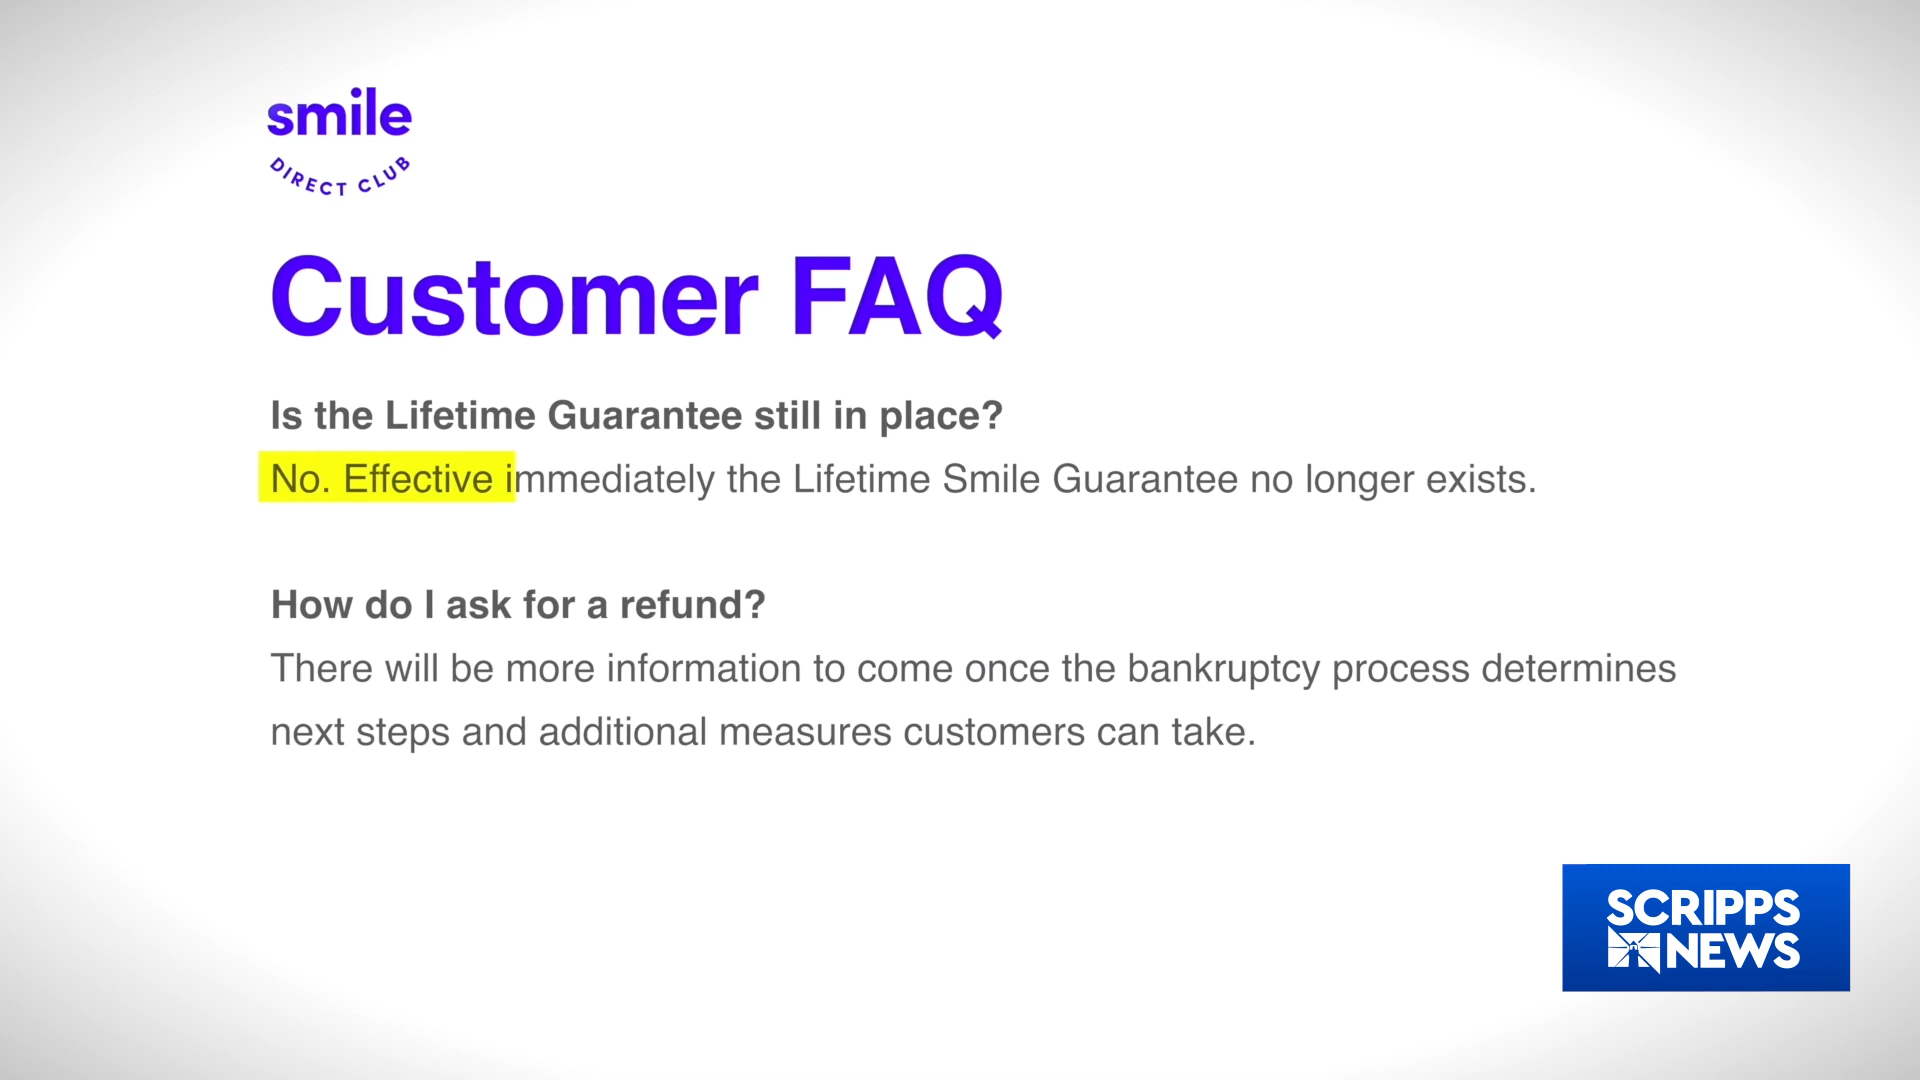 smile
DIRECT CLUB
Customer FAQ
Is the Lifetime Guarantee still in place?
No. Effective immediately the Lifetime Smile Guarantee no longer exists.
How do I ask for a refund?
There will be more information to come once the bankruptcy process determines
next steps and additional measures customers can take.
SCRIPPS
NEWS